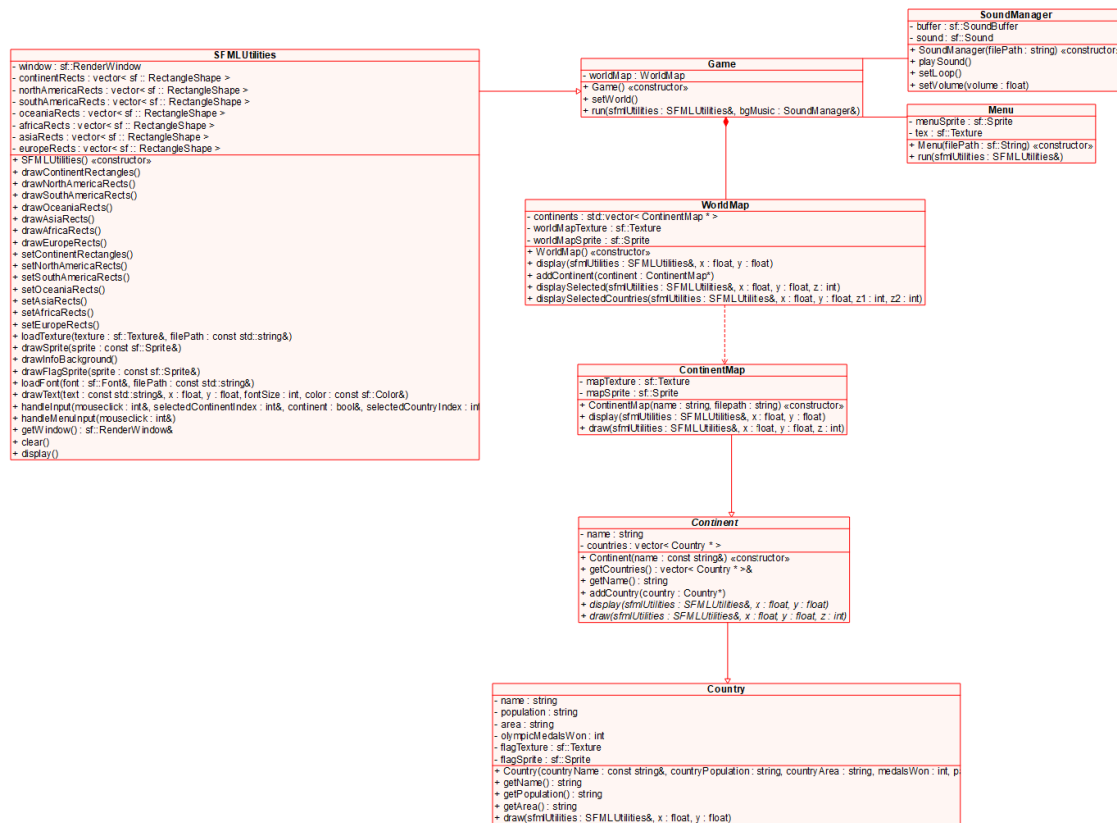 SFMLUtilities
- window : sf::RenderWindow
- continentRects : vector< sf :: RectangleShape >
- northAmericaRects : vector< sf :: RectangleShape >
- southAmericaRects : vector< sf :: RectangleShape >
- oceaniaRects : vector< sf :: RectangleShape >
- africaRects : vector< sf :: RectangleShape >
- asiaRects : vector< sf :: RectangleShape >
- europeRects : vector< sf :: RectangleShape >
+ SFMLUtilities() «constructor»
+ drawContinentRectangles()
+ drawNorthAmericaRects()
+ drawSouthAmericaRects()
+ drawOceaniaRects()
+ drawAsiaRects()
+ drawAfricaRects()
+ drawEuropeRects()
+ setContinentRectangles()
+ setNorthAmericaRects()
+ setSouthAmericaRects()
+ setOceaniaRects()
+ setAsiaRects()
+ setAfricaRects()
+ setEuropeRects()
+ loadTexture(texture : sf::Texture&, filePath : const std::string&)
+ drawSprite(sprite : const sf::Sprite&)
+ drawInfoBackground()
+ drawFlagSprite(sprite : const sf::Sprite&)
+ loadFont(font : sf::Font&, filePath : const std::string&)
+ drawText(text : const std::string&, x : float, y : float, fontSize : int, color : const sf::Color&)
+ handleInput(mouseclick : int&, selectedContinentIndex : int&, continent : bool&, selectedCountryIndex : int
+ handleMenuInput(mouseclick : int&)
+ getWindow() : sf::RenderWindow&
+ clear()
+ display()
Game
- worldMap : WorldMap
+ Game() «constructor»
+ setWorld()
+ run(sfmlUtilities : SFMLUtilities&, bgMusic : SoundManager&)
SoundManager
- buffer : sf::SoundBuffer
- sound : sf::Sound
+ SoundManager(filePath : string) «constructor»
+ playSound()
+ setLoop()
+ setVolume(volume : float)
Menu
- menuSprite : sf::Sprite
- tex : sf::Texture
+ Menu(filePath : sf::String) «constructor»
+ run(sfmlUtilities : SFMLUtilities&)
WorldMap
- continents : std::vector< ContinentMap * >
- worldMapTexture : sf::Texture
- worldMapSprite : sf::Sprite
+ WorldMap() «constructor»
+ display(sfmlUtilities : SFMLUtilities&, x : float, y : float)
+ addContinent(continent : ContinentMap*)
+ displaySelected(sfmlUtilities : SFMLUtilities&, x : float, y : float, z : int)
+ displaySelectedCountries(sfmlUtilities : SFMLUtilities&, x : float, y : float, z1 : int, z2 : int)
ContinentMap
- mapTexture : sf::Texture
- mapSprite : sf::Sprite
+ ContinentMap(name : string, filepath : string) «constructor»
+ display(sfmlUtilities : SFMLUtilities&, x : float, y : float)
+ draw(sfmlUtilities : SFMLUtilities&, x : float, y : float, z : int)
Continent
- name : string
- countries : vector< Country * >
+ Continent(name : const string&) «constructor»
+ getCountries() : vector< Country * >&
+ getName() : string
+ addCountry(country : Country*)
+ display(sfmlUtilities : SFMLUtilities&, x : float, y : float)
+ draw(sfmlUtilities : SFMLUtilities&, x : float, y : float, z : int)
Country
- name : string
- population : string
- area : string
- olympicMedalsWon : int
- flagTexture : sf::Texture
- flagSprite : sf::Sprite
+ Country(countryName : const string&, countryPopulation : string, countryArea : string, medalsWon : int, p
+ getName() : string
+ getPopulation() : string
+ getArea() : string
+ draw(sfmlUtilities : SFMLUtilities&, x : float, y : float)